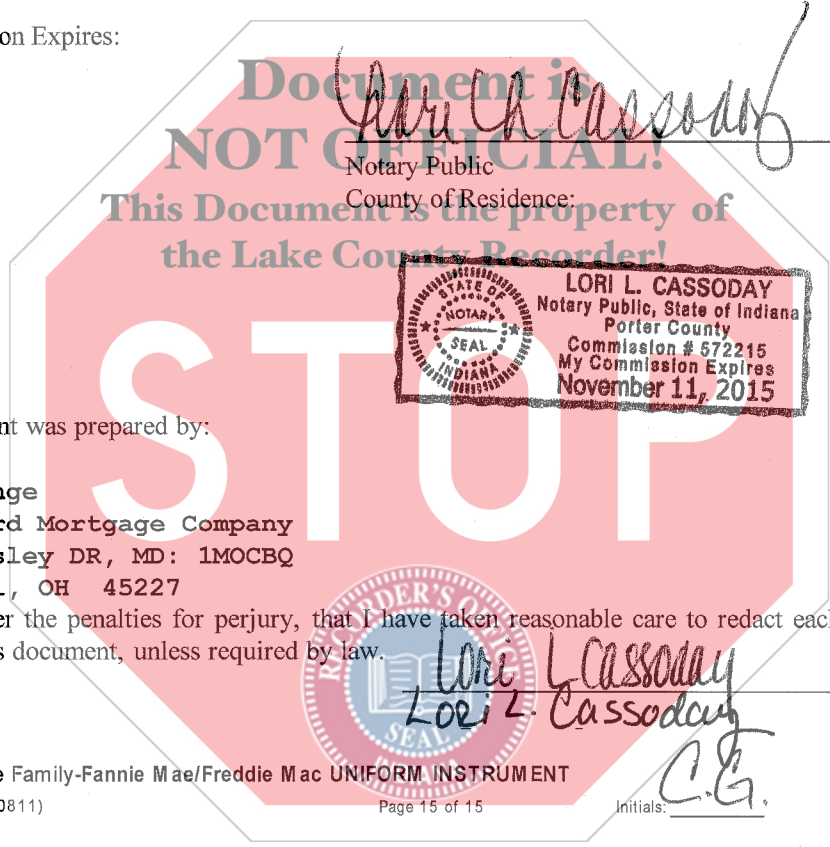 on Expires:
Document is
NOT OFFICIAL!
This Document is the property of
the Lake County Recorder!
Cassoday
Notary Public
County of Residence:
STATE OF
NOTARY
SEAL
INDIANA
LORI L. CASSODAY
Notary Public, State of Indiana
Porter County
Commission # 572215
My Commission Expires
November 11, 2015
STOP
nt was prepared by:
nge
rd Mortgage Company
sley DR, MD: 1MOCBQ
, OH 45227
er the penalties for perjury, that I have taken reasonable care to redact each
s document, unless required by law.
Lori L Cassoday
Lori L. Cassoday
RECORDER'S OFFICE
SEAL
INDIANA
e Family-Fannie Mae/Freddie Mac UNIFORM INSTRUMENT
0811)
Page 15 of 15
Initials: C.G.